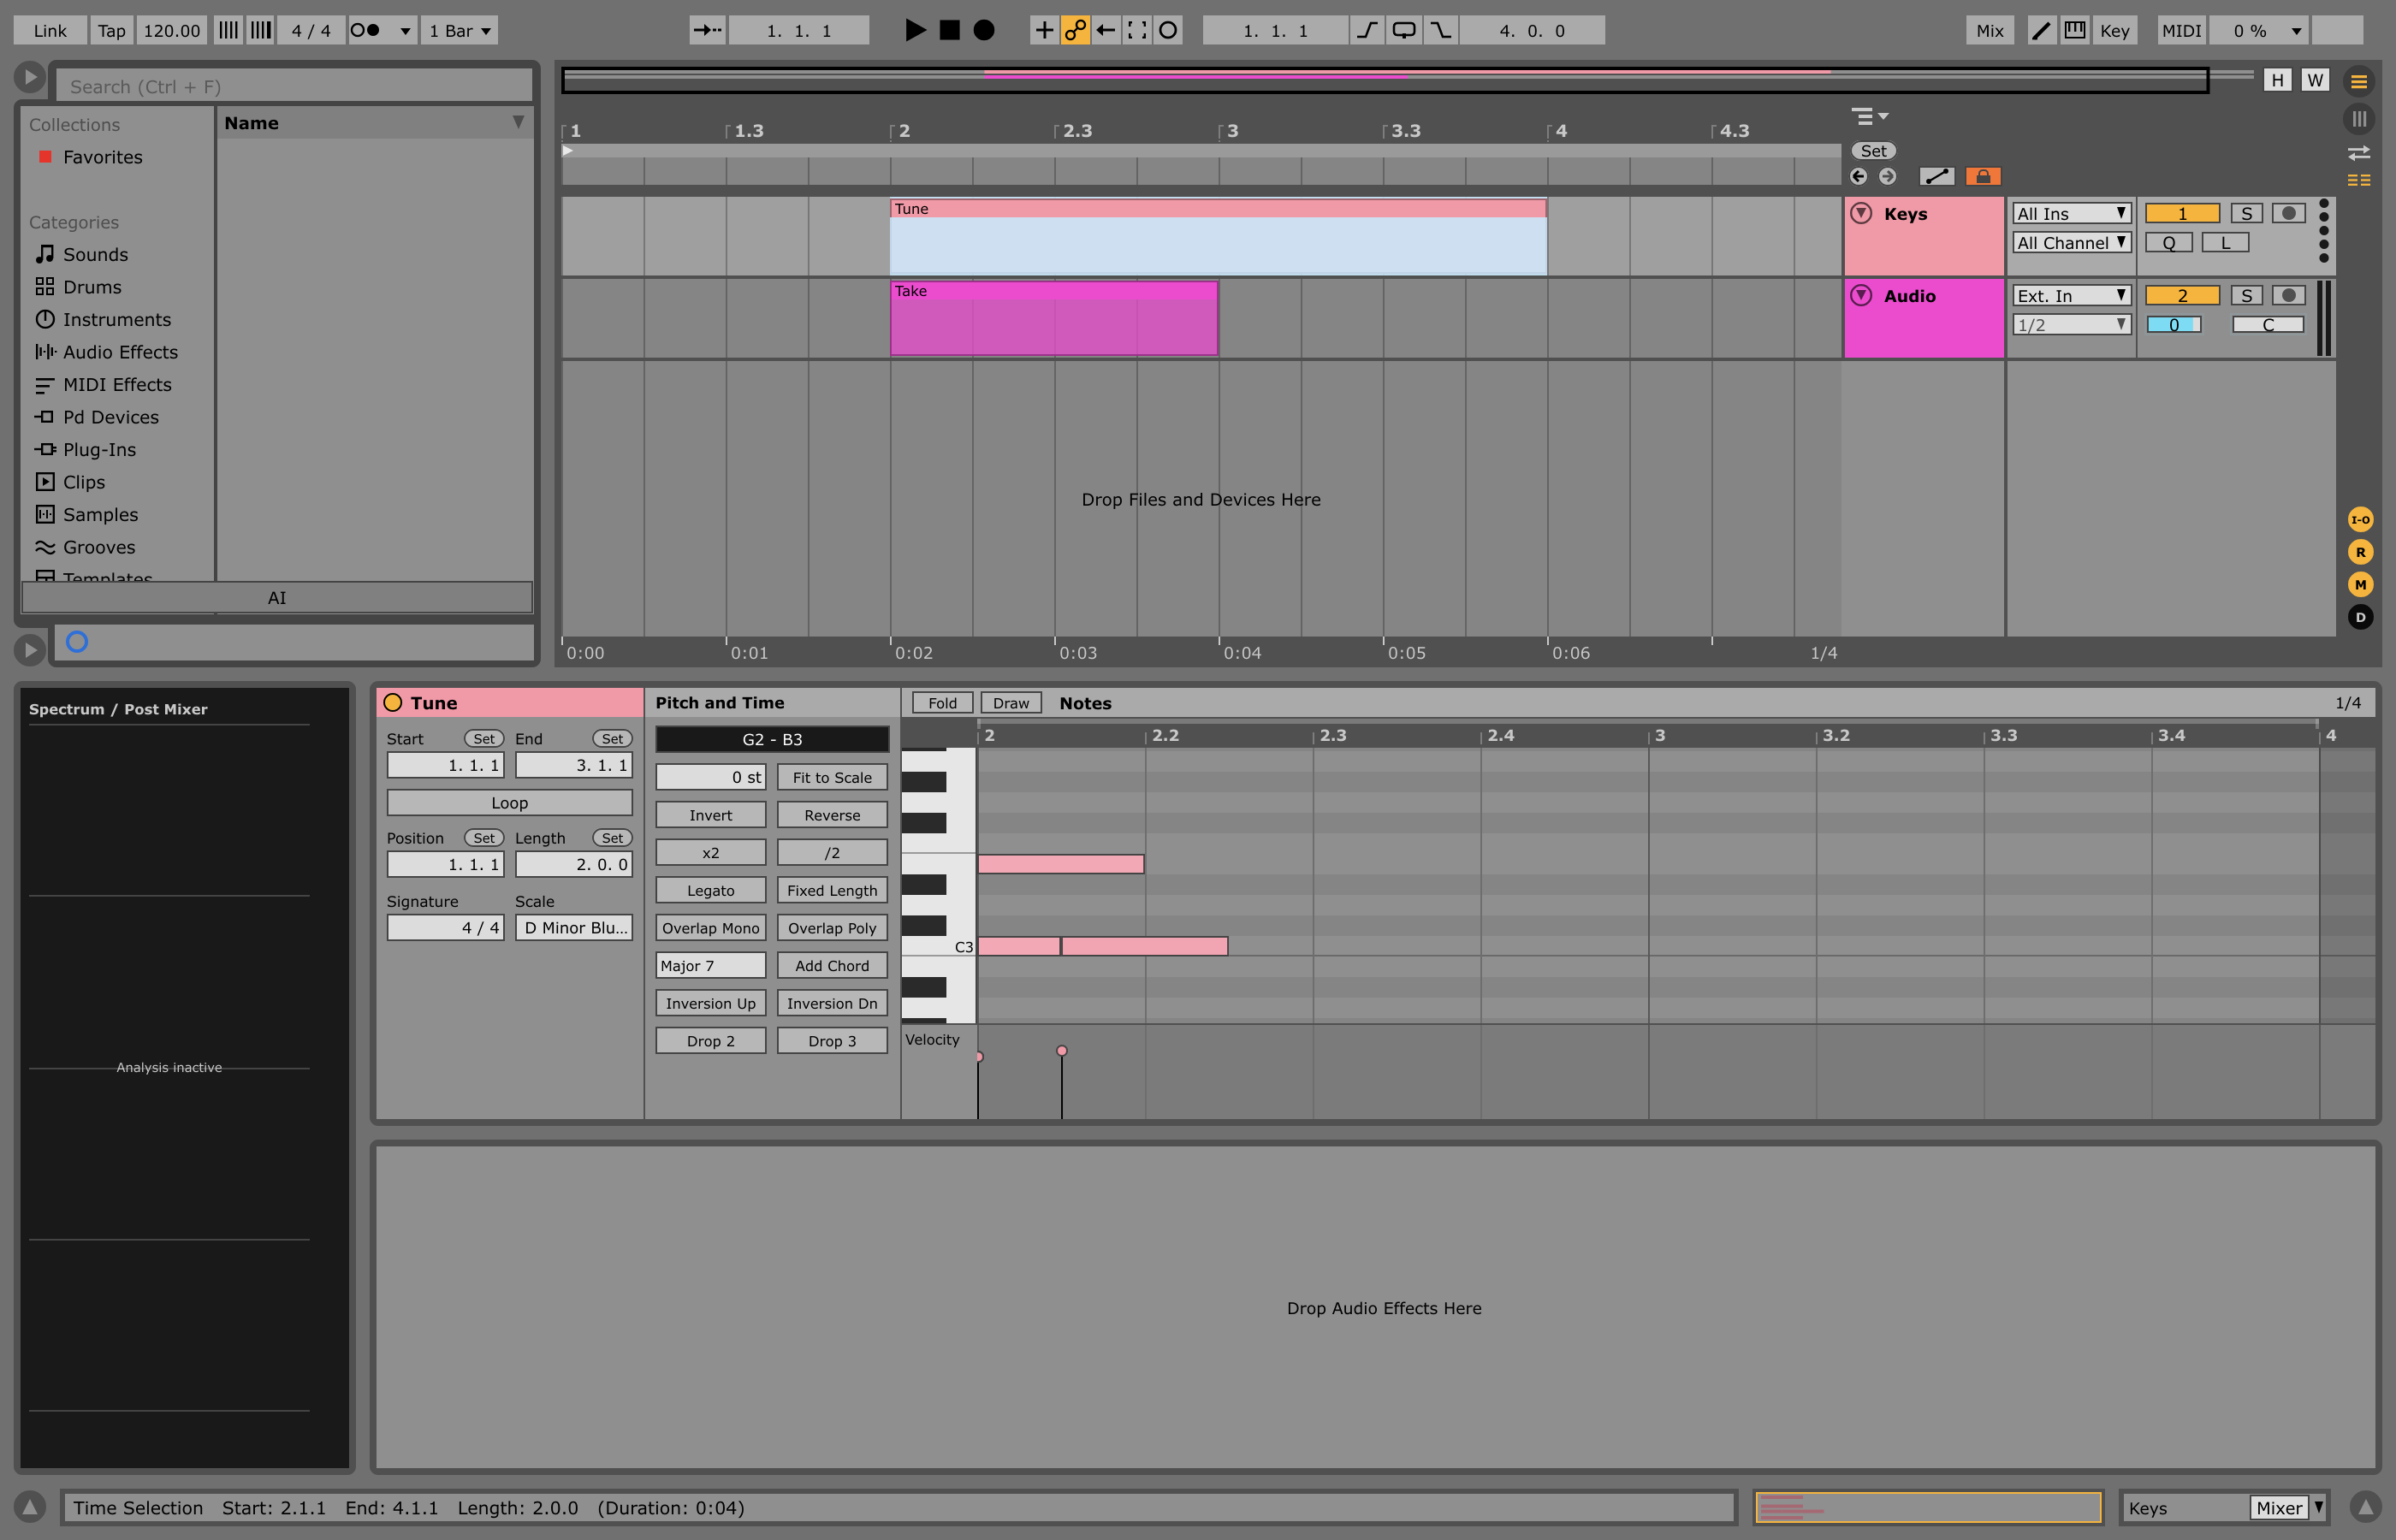 Link Tap 120.00 4 / 4 1 Bar 1. 1. 1 1. 1. 1 4. 0. 0 Mix Key MIDI 0 %
Search (Ctrl + F)
Collections
Favorites
Categories
Sounds
Drums
Instruments
Audio Effects
MIDI Effects
Pd Devices
Plug-Ins
Clips
Samples
Grooves
Templates
AI
Name
H W
1 1.3 2 2.3 3 3.3 4 4.3
Set
Tune
Keys All Ins 1 S
All Channel Q L
Take
Audio Ext. In 2 S
1/2 0 C
Drop Files and Devices Here
I-O
R
M
D
0:00 0:01 0:02 0:03 0:04 0:05 0:06 1/4
Spectrum / Post Mixer
Analysis inactive
Tune
Start Set End Set
1. 1. 1 3. 1. 1
Loop
Position Set Length Set
1. 1. 1 2. 0. 0
Signature Scale
4 / 4 D Minor Blu...
Pitch and Time
G2 - B3
0 st Fit to Scale
Invert Reverse
x2 /2
Legato Fixed Length
Overlap Mono Overlap Poly
Major 7 Add Chord
Inversion Up Inversion Dn
Drop 2 Drop 3
Fold Draw Notes 1/4
2 2.2 2.3 2.4 3 3.2 3.3 3.4 4
C3
Velocity
Drop Audio Effects Here
Time Selection Start: 2.1.1 End: 4.1.1 Length: 2.0.0 (Duration: 0:04)
Keys Mixer